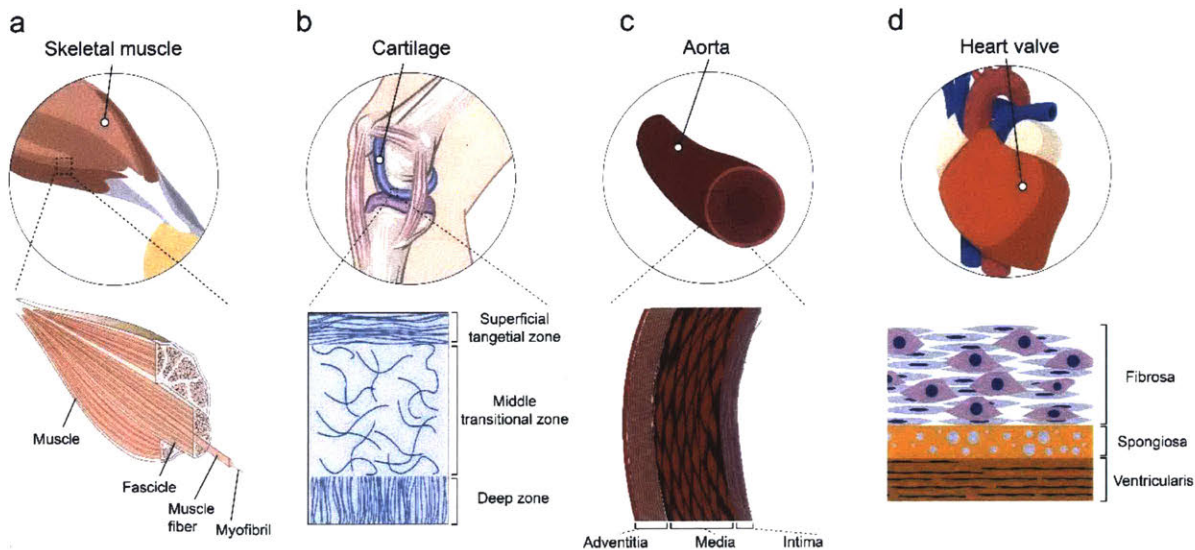 a
Skeletal muscle
Muscle
Fascicle
Muscle
fiber
Myofibril
b
Cartilage
Superficial
tangetial zone
Middle
transitional zone
Deep zone
c
Aorta
Adventitia
Media
Intima
d
Heart valve
Fibrosa
Spongiosa
Ventricularis